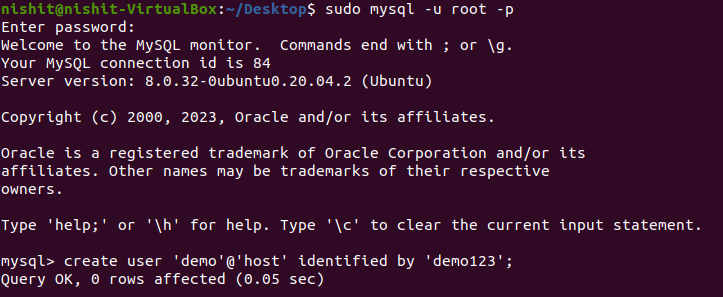 nishit@nishit-VirtualBox:~/Desktop$ sudo mysql -u root -p
Enter password:
Welcome to the MySQL monitor.  Commands end with ; or \g.
Your MySQL connection id is 84
Server version: 8.0.32-0ubuntu0.20.04.2 (Ubuntu)

Copyright (c) 2000, 2023, Oracle and/or its affiliates.

Oracle is a registered trademark of Oracle Corporation and/or its
affiliates. Other names may be trademarks of their respective
owners.

Type 'help;' or '\h' for help. Type '\c' to clear the current input statement.

mysql> create user 'demo'@'host' identified by 'demo123';
Query OK, 0 rows affected (0.05 sec)